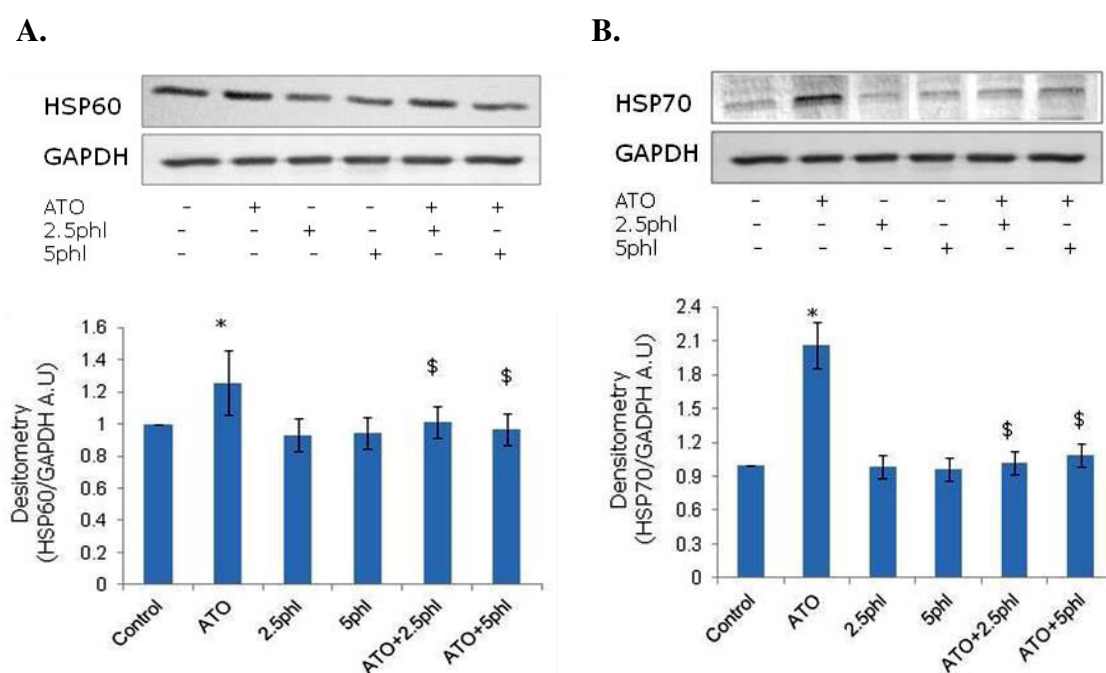 A.
HSP60
GAPDH
ATO - + - - + +
2.5phl - - + - + -
5phl - - - + - +
Desitometry
(HSP60/GAPDH A.U)
1.6
1.4
1.2
1
0.8
0.6
0.4
0.2
0
*
$
$
Control
ATO
2.5phl
5phl
ATO+2.5phl
ATO+5phl
B.
HSP70
GAPDH
ATO - + - - + +
2.5phl - - + - + -
5phl - - - + - +
Densitometry
(HSP70/GADPH A.U)
2.4
2.1
1.8
1.5
1.2
0.9
0.6
0.3
0
*
$
$
Control
ATO
2.5phl
5phl
ATO+2.5phl
ATO+5phl